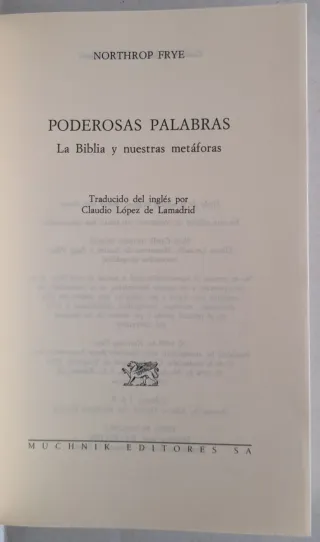 NORTHROP FRYE
PODEROSAS PALABRAS
La Biblia y nuestras metáforas
Traducido del inglés por
Claudio López de Lamadrid
MUCHNIK EDITORES SA